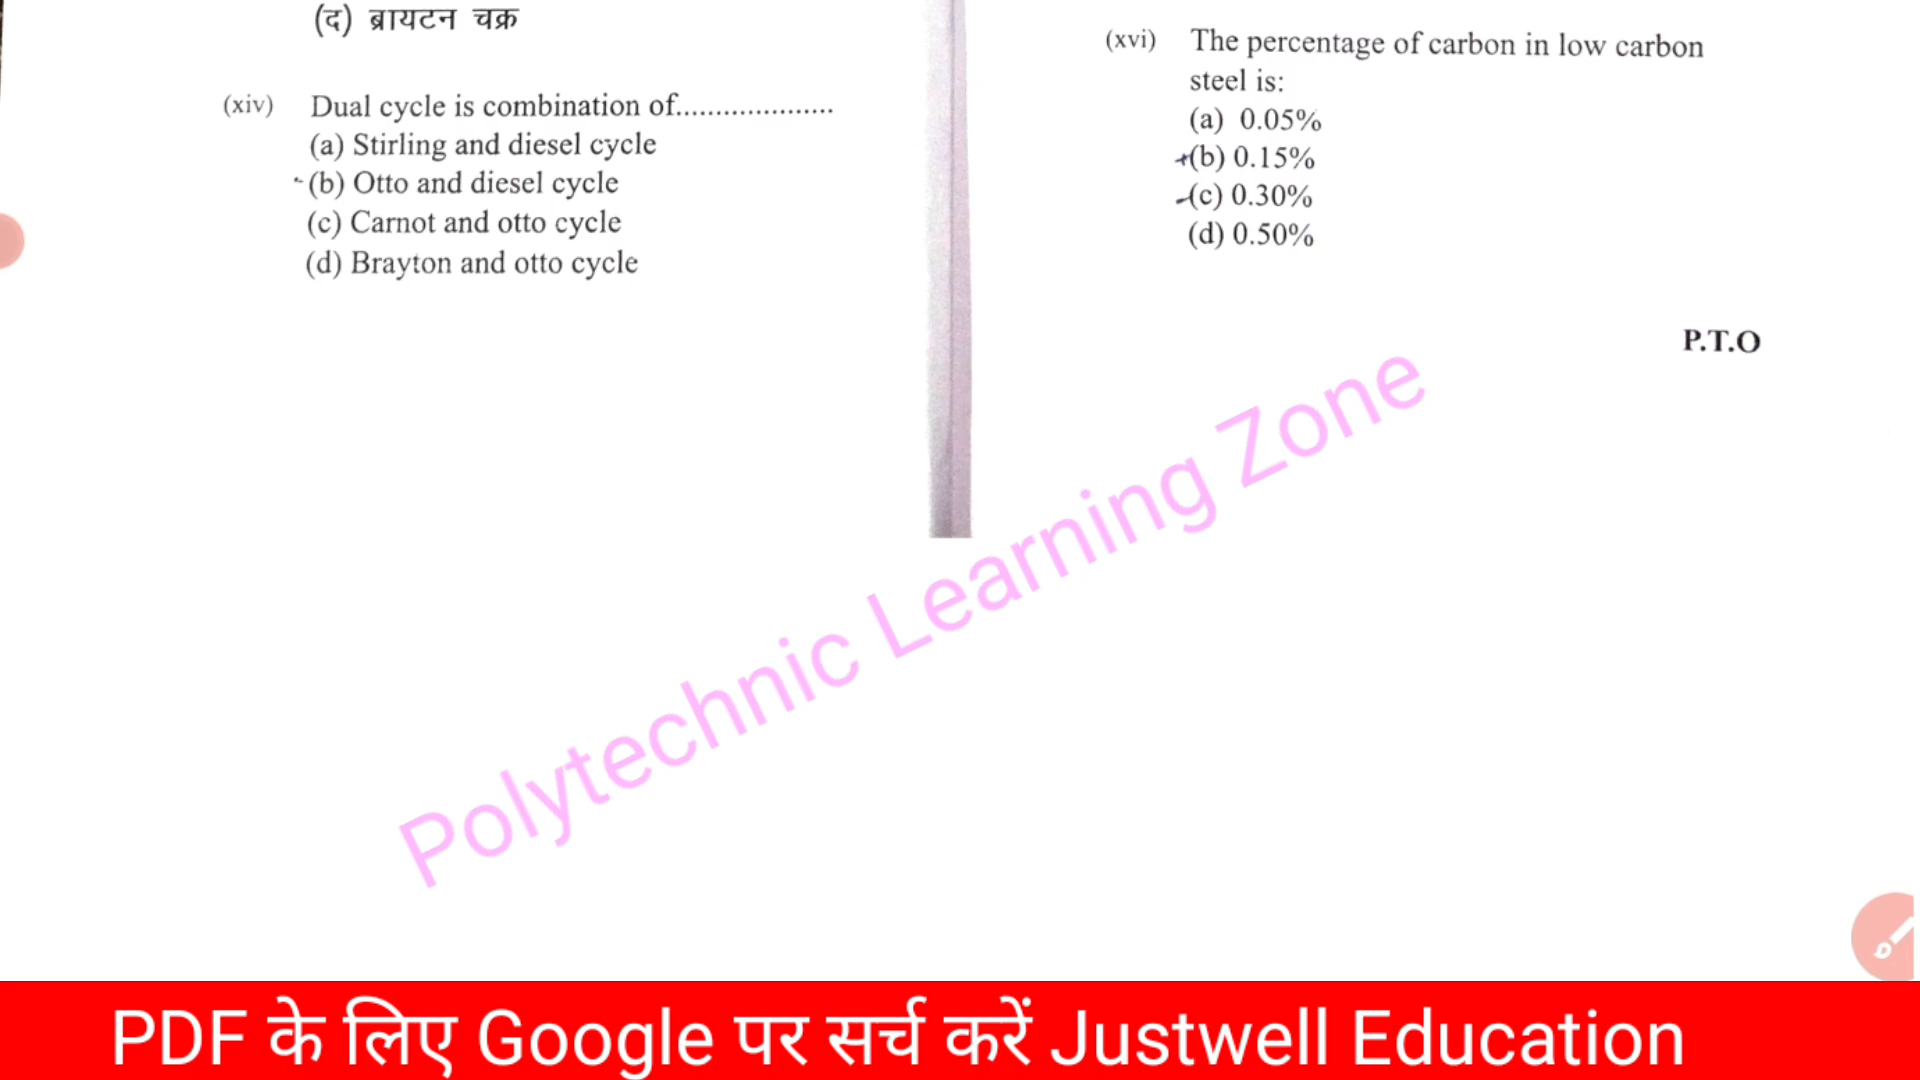 (द) ब्रायटन चक्र
(xiv) Dual cycle is combination of....................
(a) Stirling and diesel cycle
(b) Otto and diesel cycle
(c) Carnot and otto cycle
(d) Brayton and otto cycle
(xvi) The percentage of carbon in low carbon
steel is:
(a) 0.05%
(b) 0.15%
(c) 0.30%
(d) 0.50%
P.T.O
Polytechnic Learning Zone
PDF के लिए Google पर सर्च करें Justwell Education